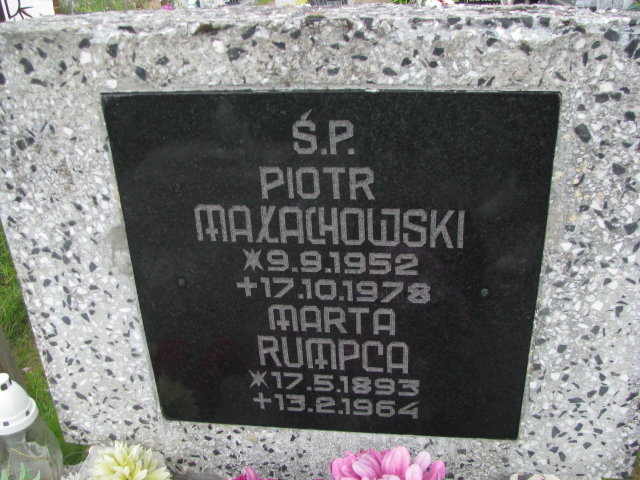 Ś.P.
PIOTR
MAŁACHOWSKI
*9.9.1952
+17.10.1978
MARTA
RUMPCA
*17.5.1893
+13.2.1964